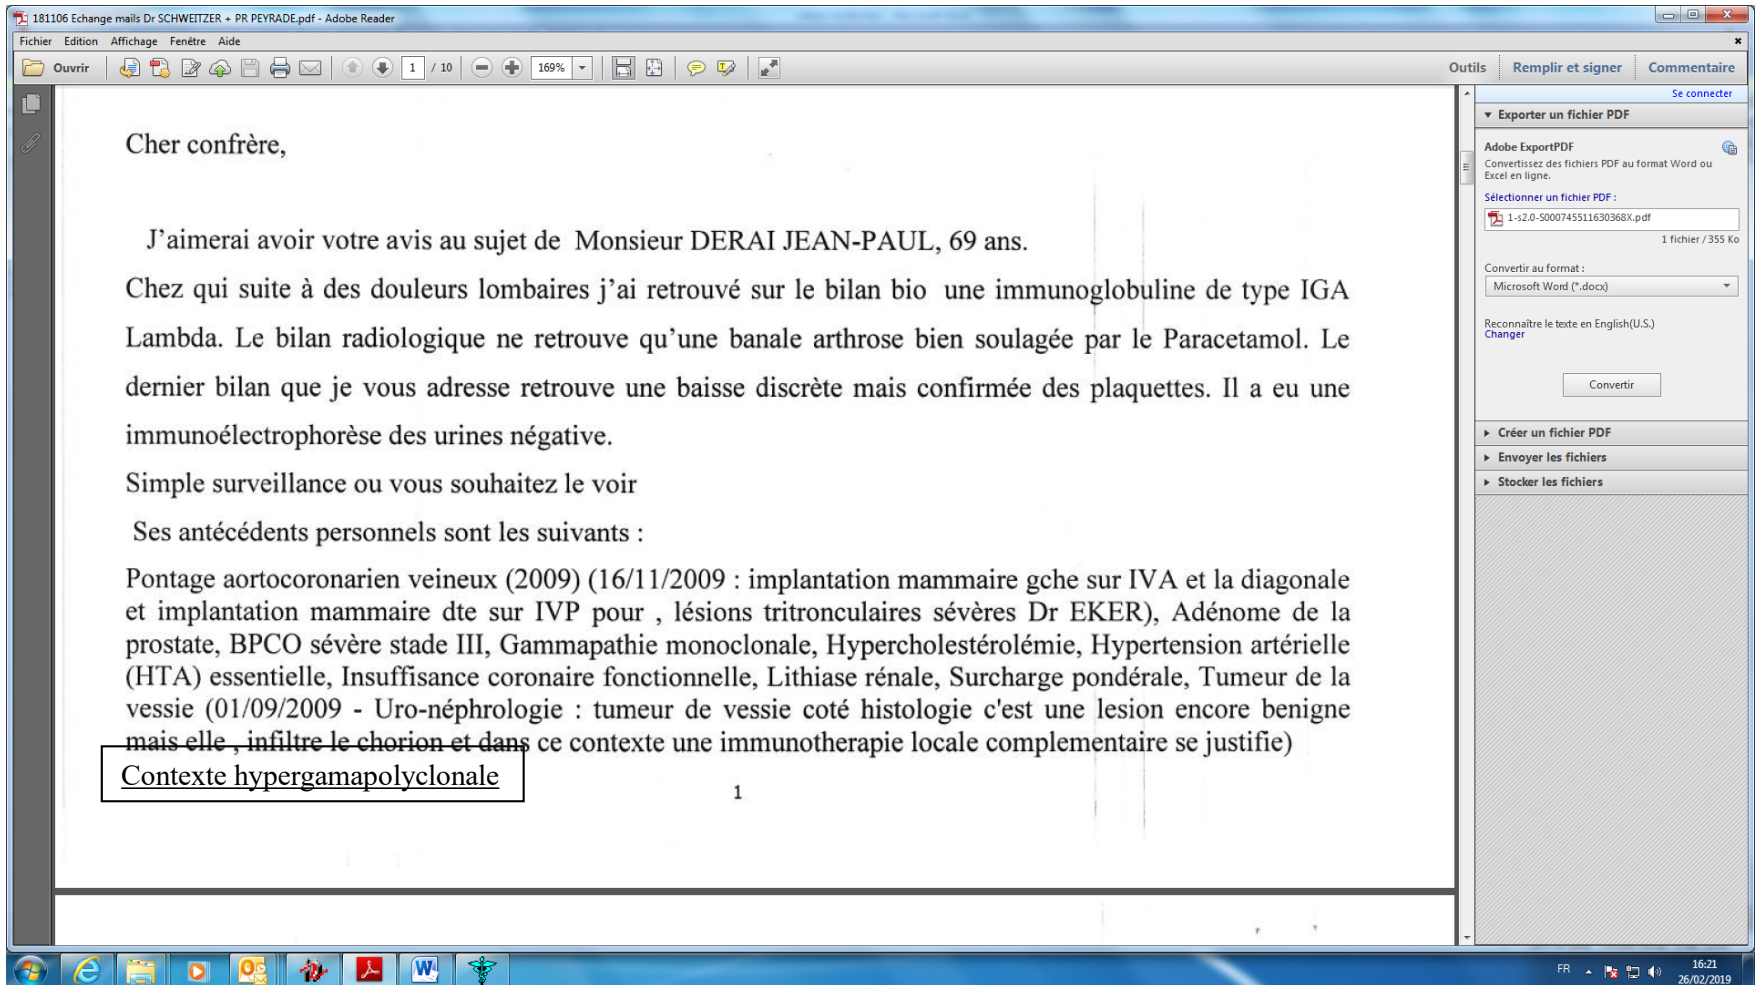 181106 Echange mails Dr SCHWEITZER + PR PEYRADE.pdf - Adobe Reader
Fichier Edition Affichage Fenêtre Aide
Ouvrir 1 / 10 169% Outils Remplir et signer Commentaire
Se connecter
Exporter un fichier PDF
Adobe ExportPDF
Convertissez des fichiers PDF au format Word ou
Excel en ligne.
Sélectionner un fichier PDF :
1-s2.0-S000745511630368X.pdf
1 fichier / 355 Ko
Convertir au format :
Microsoft Word (*.docx)
Reconnaître le texte en English(U.S.)
Changer
Convertir
Créer un fichier PDF
Envoyer les fichiers
Stocker les fichiers
Cher confrère,
J'aimerai avoir votre avis au sujet de Monsieur DERAI JEAN-PAUL, 69 ans.
Chez qui suite à des douleurs lombaires j'ai retrouvé sur le bilan bio une immunoglobuline de type IGA
Lambda. Le bilan radiologique ne retrouve qu'une banale arthrose bien soulagée par le Paracetamol. Le
dernier bilan que je vous adresse retrouve une baisse discrète mais confirmée des plaquettes. Il a eu une
immunoélectrophorèse des urines négative.
Simple surveillance ou vous souhaitez le voir
Ses antécédents personnels sont les suivants :
Pontage aortocoronarien veineux (2009) (16/11/2009 : implantation mammaire gche sur IVA et la diagonale
et implantation mammaire dte sur IVP pour , lésions tritronculaires sévères Dr EKER), Adénome de la
prostate, BPCO sévère stade III, Gammapathie monoclonale, Hypercholestérolémie, Hypertension artérielle
(HTA) essentielle, Insuffisance coronaire fonctionnelle, Lithiase rénale, Surcharge pondérale, Tumeur de la
vessie (01/09/2009 - Uro-néphrologie : tumeur de vessie coté histologie c'est une lesion encore benigne
mais elle , infiltre le chorion et dans ce contexte une immunotherapie locale complementaire se justifie)
Contexte hypergamapolyclonale
1
FR 16:21
26/02/2019